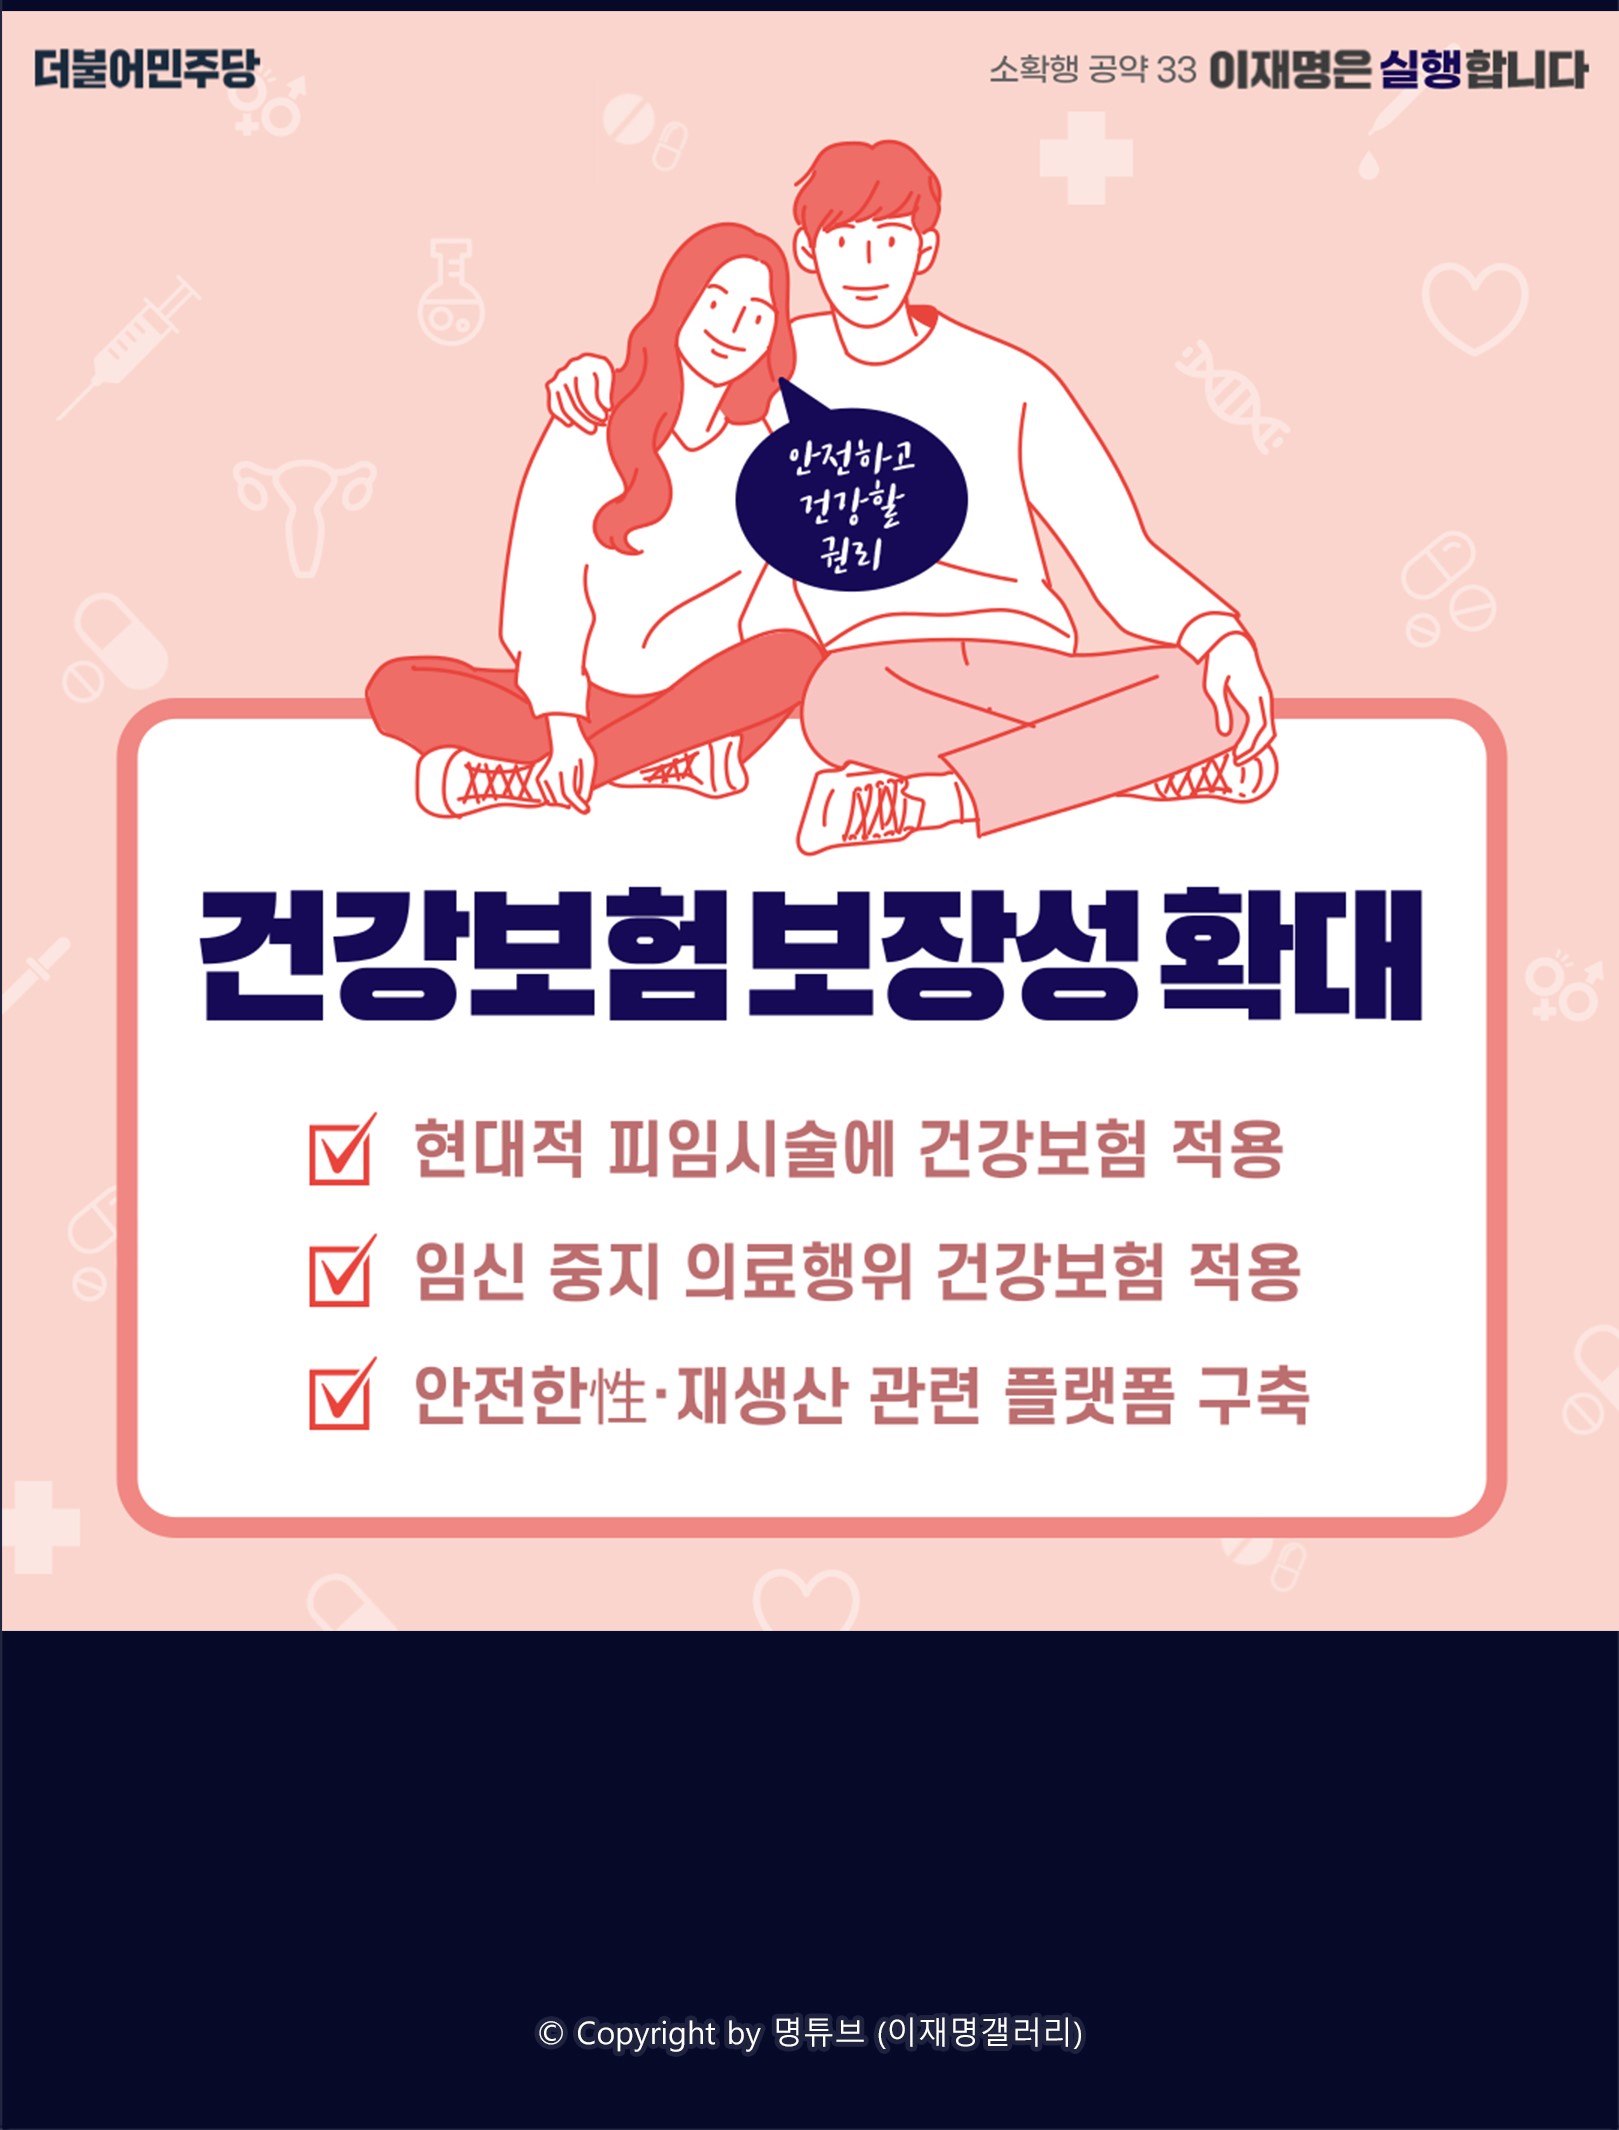 더불어민주당
소확행 공약 33 이재명은 실행합니다
안전하고
건강할
권리
건강보험 보장성 확대
현대적 피임시술에 건강보험 적용
임신 중지 의료행위 건강보험 적용
안전한性·재생산 관련 플랫폼 구축
© Copyright by 명튜브 (이재명갤러리)